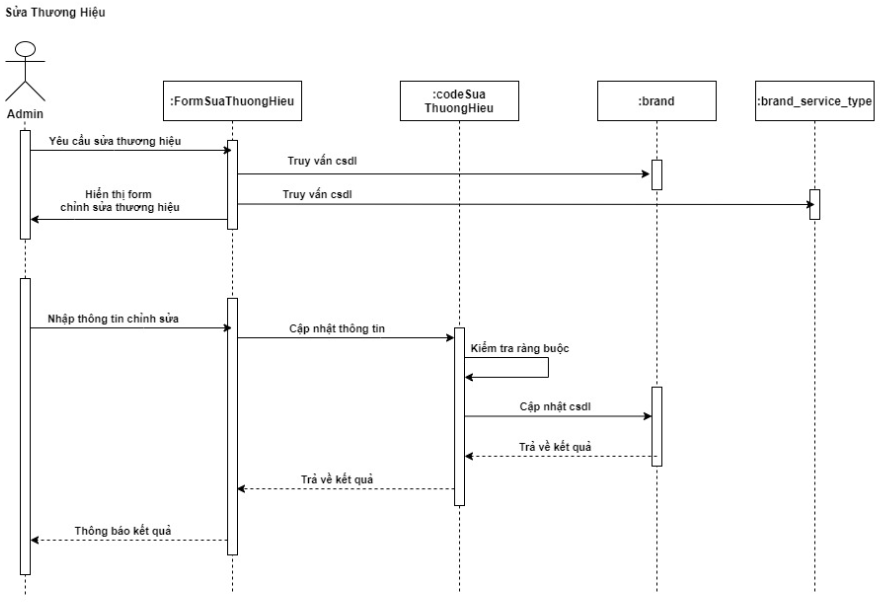 Sửa Thương Hiệu
Admin
:FormSuaThuongHieu
:codeSua
ThuongHieu
:brand
:brand_service_type
Yêu cầu sửa thương hiệu
Truy vấn csdl
Hiển thị form
chỉnh sửa thương hiệu
Truy vấn csdl
Nhập thông tin chỉnh sửa
Cập nhật thông tin
Kiểm tra ràng buộc
Cập nhật csdl
Trả về kết quả
Trả về kết quả
Thông báo kết quả